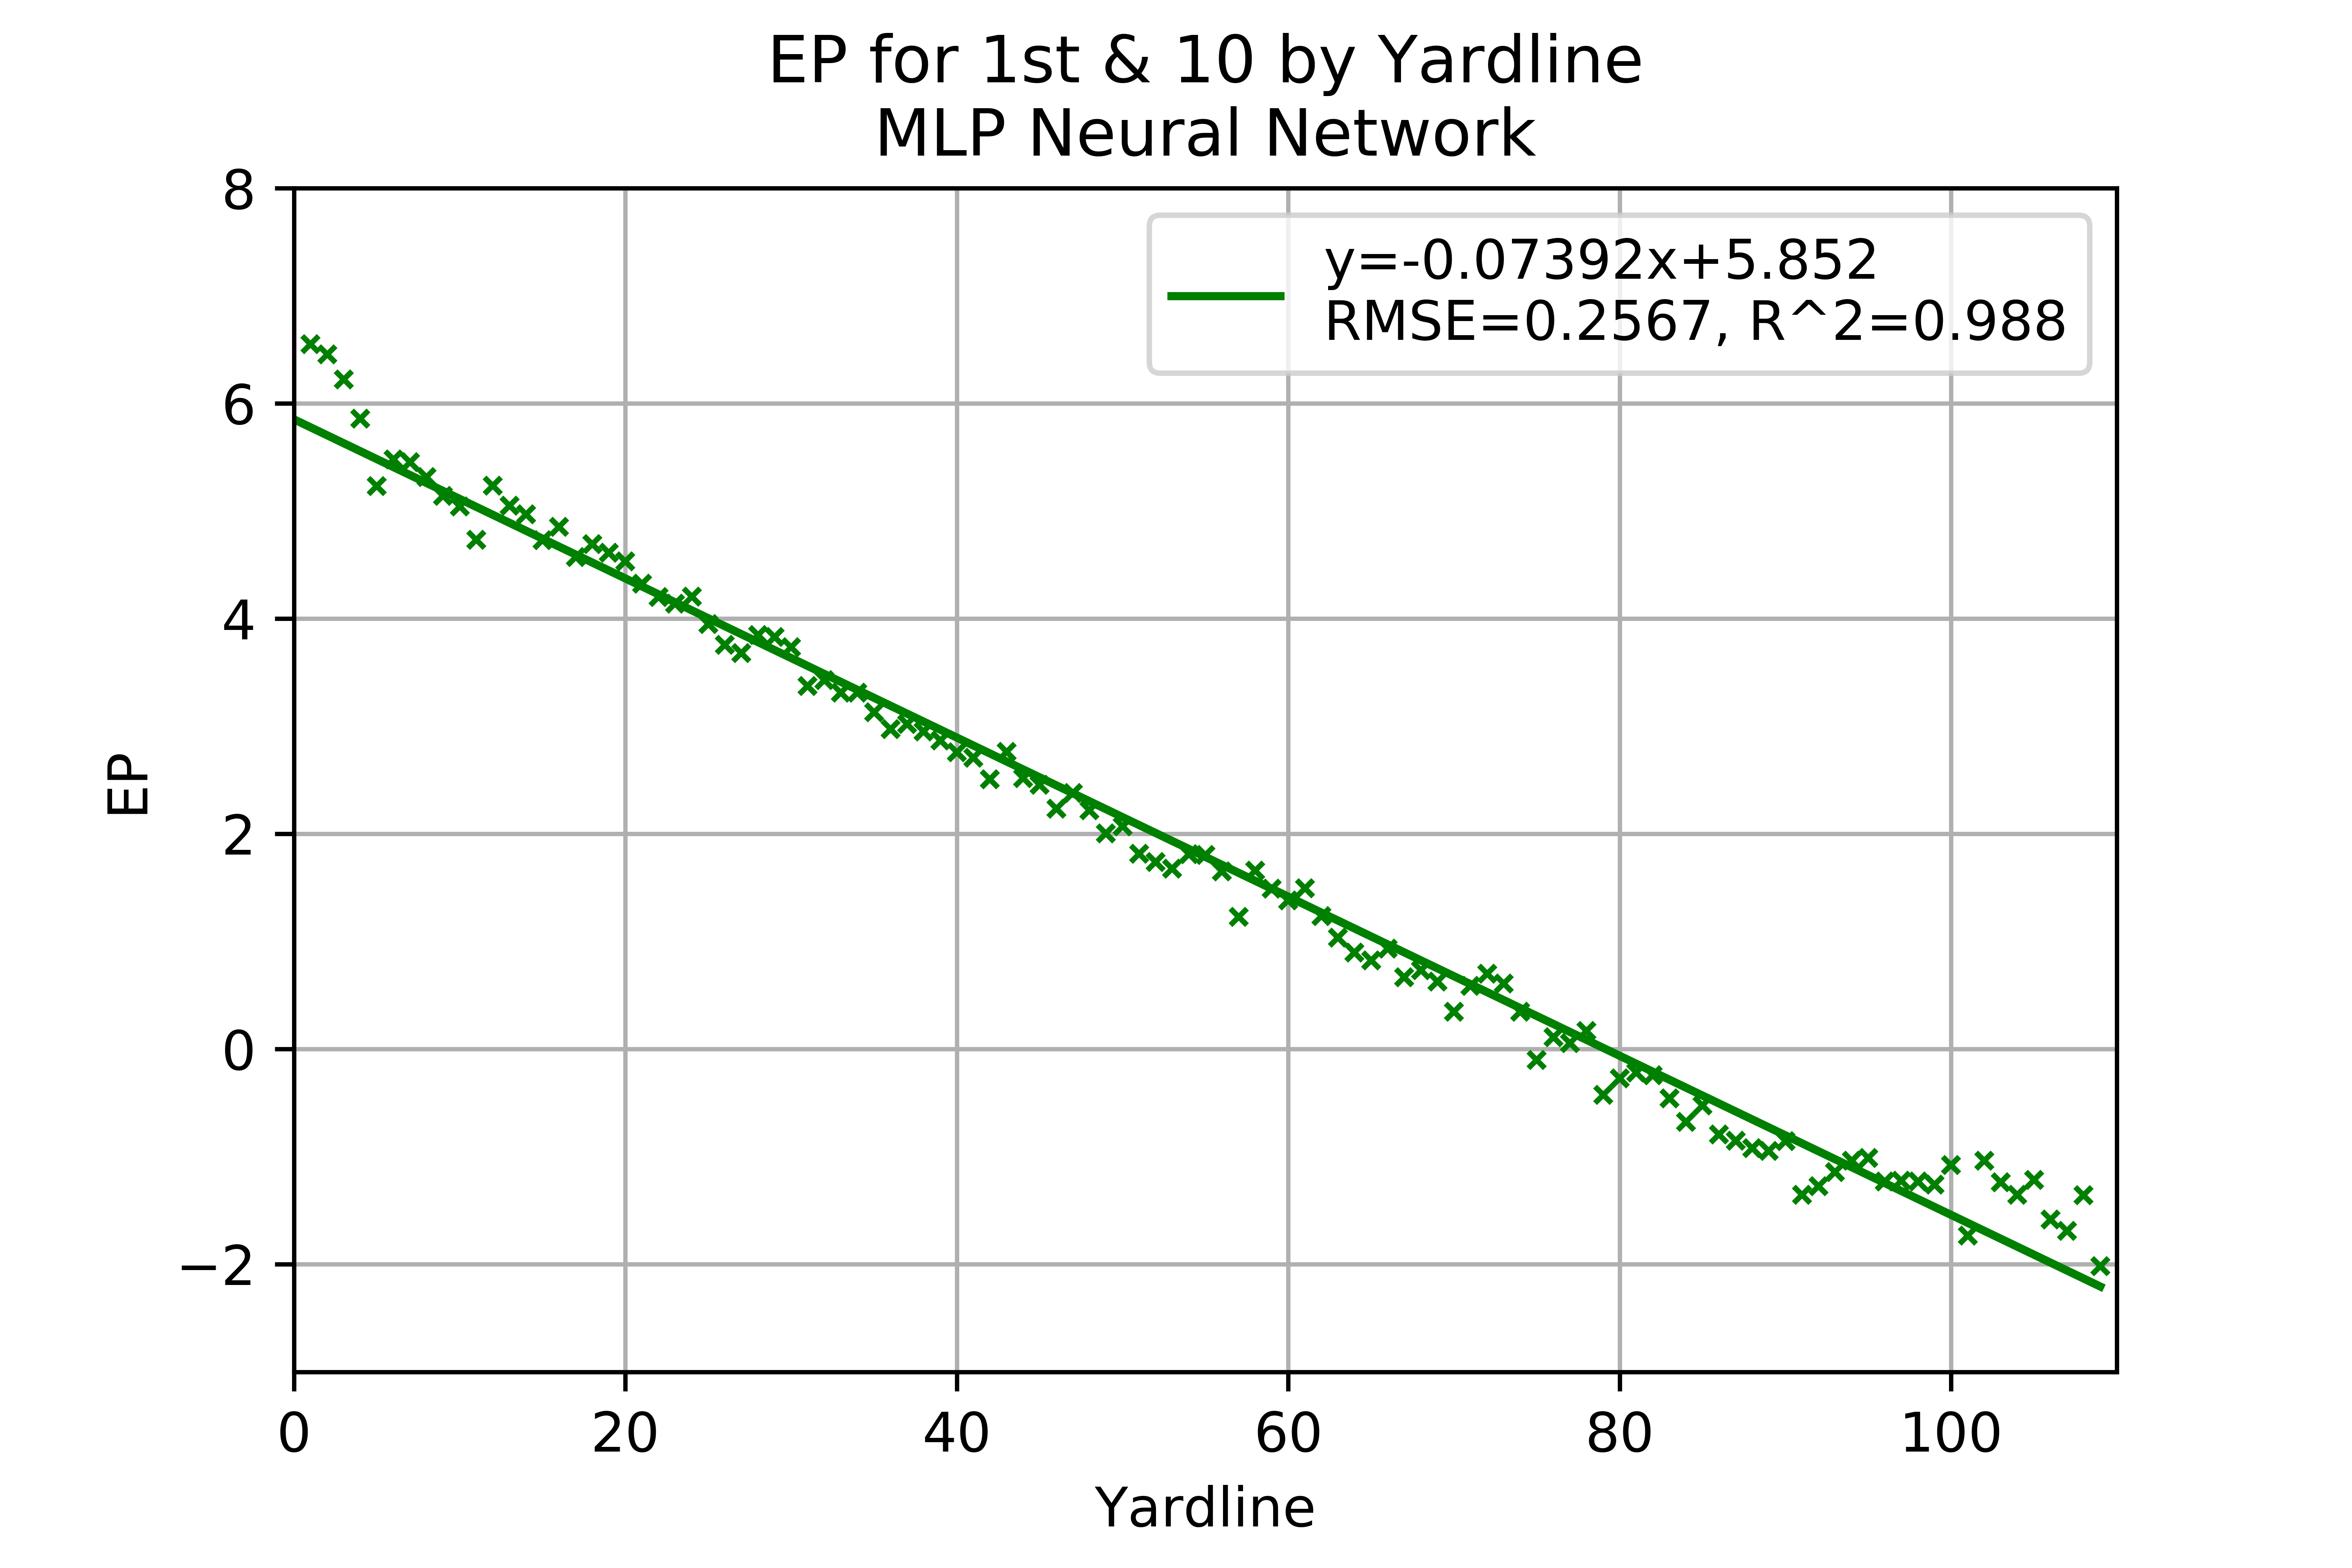 EP for 1st & 10 by Yardline
MLP Neural Network
y=-0.07392x+5.852
RMSE=0.2567, R^2=0.988
8
6
4
2
0
−2
EP
0 20 40 60 80 100
Yardline